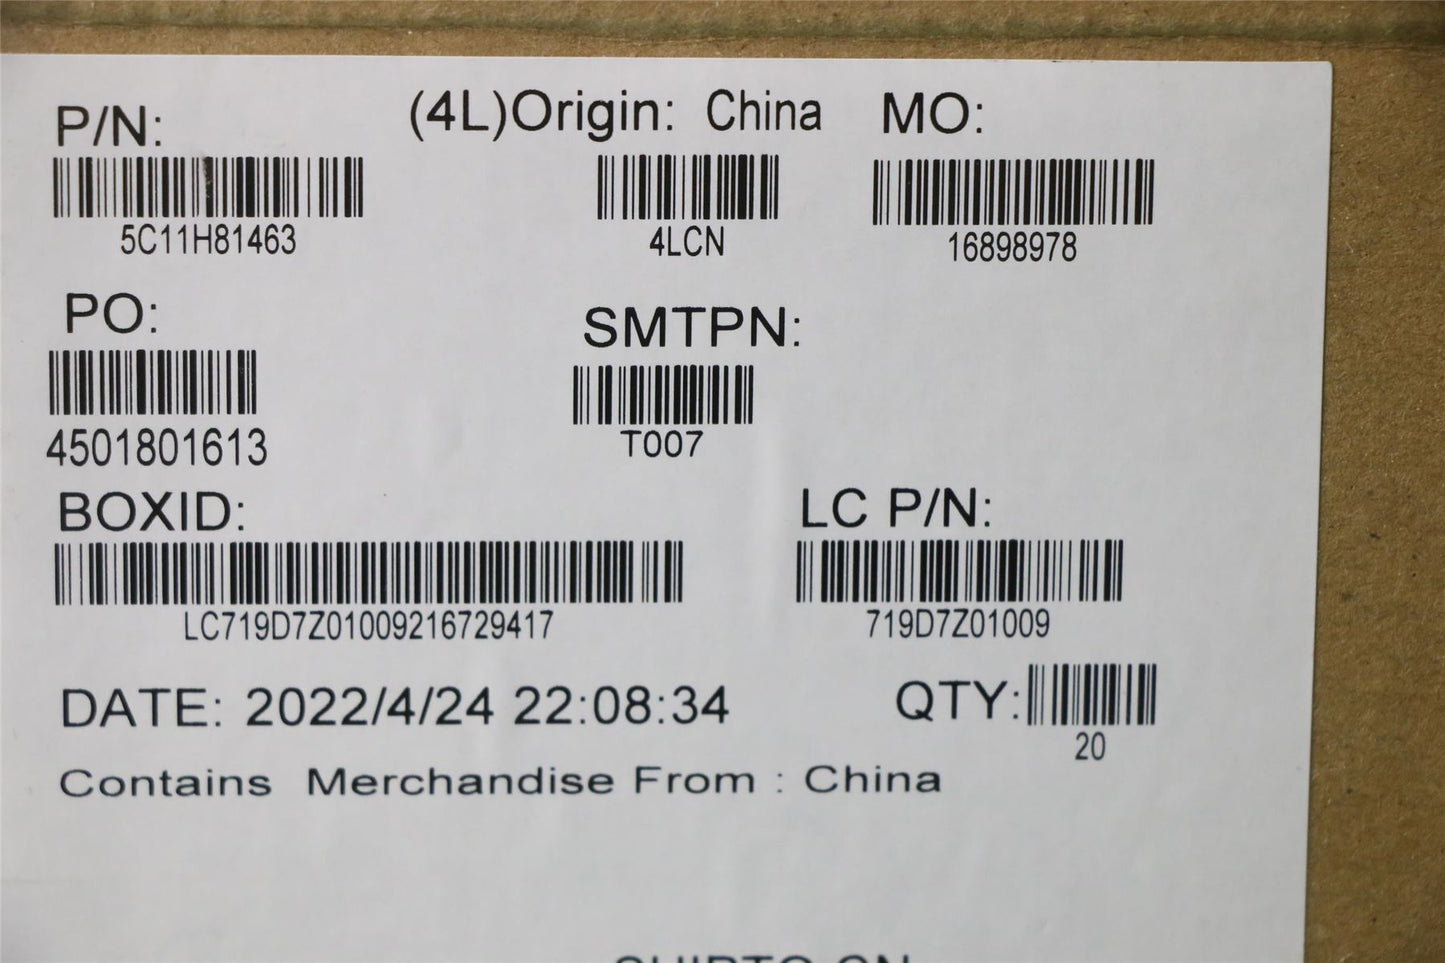 P/N: (4L)Origin: China MO:
5C11H81463 4LCN 16898978
PO: SMTPN:
4501801613 T007
BOXID: LC P/N:
LC719D7Z01009216729417 719D7Z01009
DATE: 2022/4/24 22:08:34 QTY:
20
Contains Merchandise From : China